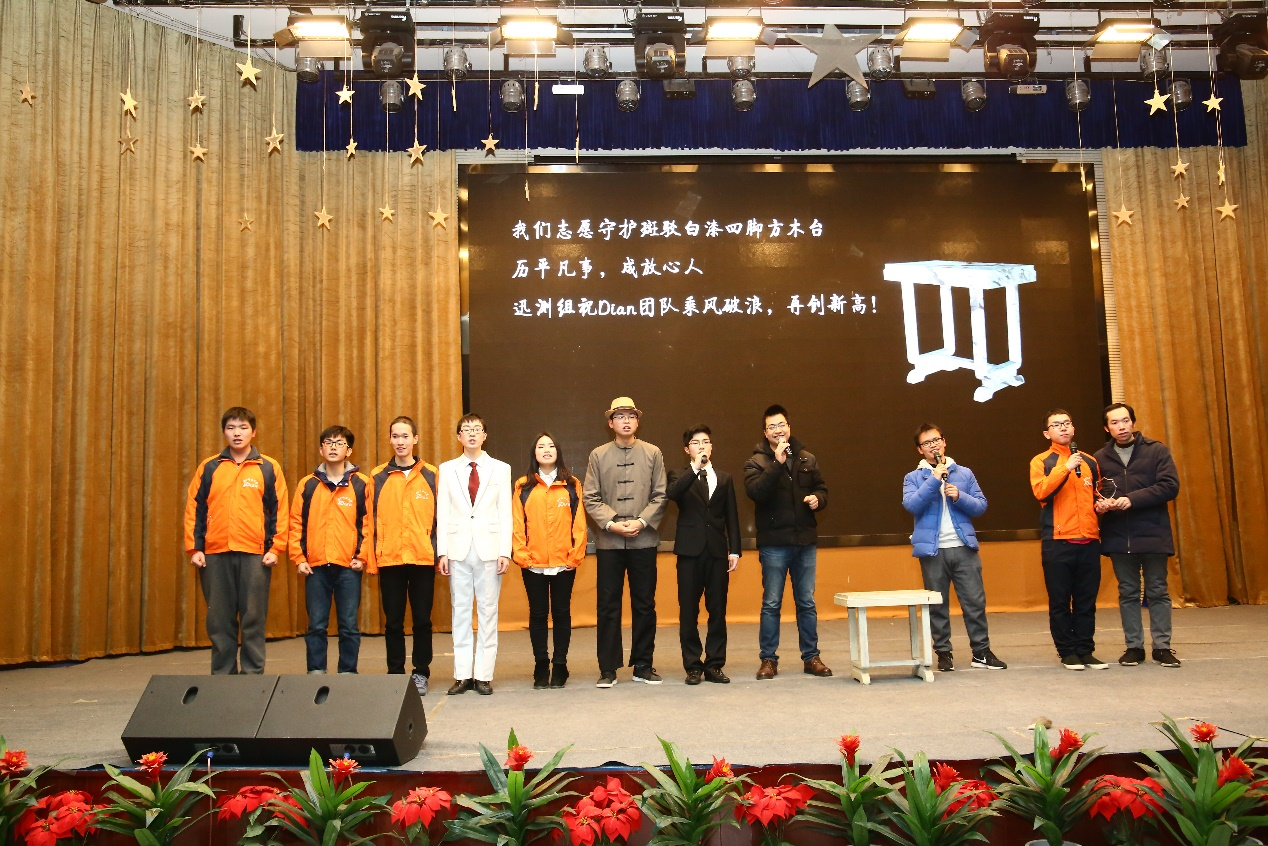 我们志愿守护斑驳白漆四脚方木台
历平凡事，成放心人
迅测组祝Dian团队乘风破浪，再创新高！